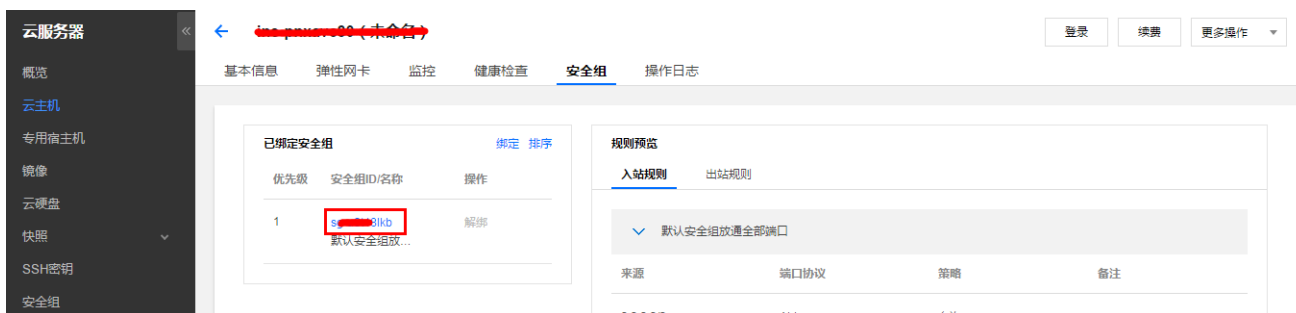 云服务器
概览
云主机
专用宿主机
镜像
云硬盘
快照
SSH密钥
安全组
登录 续费 更多操作
基本信息 弹性网卡 监控 健康检查 安全组 操作日志
已绑定安全组 绑定 排序
优先级 安全组ID/名称 操作
1 解绑
默认安全组放...
规则预览
入站规则 出站规则
默认安全组放通全部端口
来源 端口协议 策略 备注